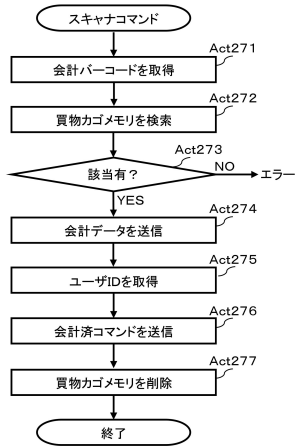 スキャナコマンド
Act271
会計バーコードを取得
Act272
買物カゴメモリを検索
Act273
該当有？
NO
エラー
YES
Act274
会計データを送信
Act275
ユーザIDを取得
Act276
会計済コマンドを送信
Act277
買物カゴメモリを削除
終了